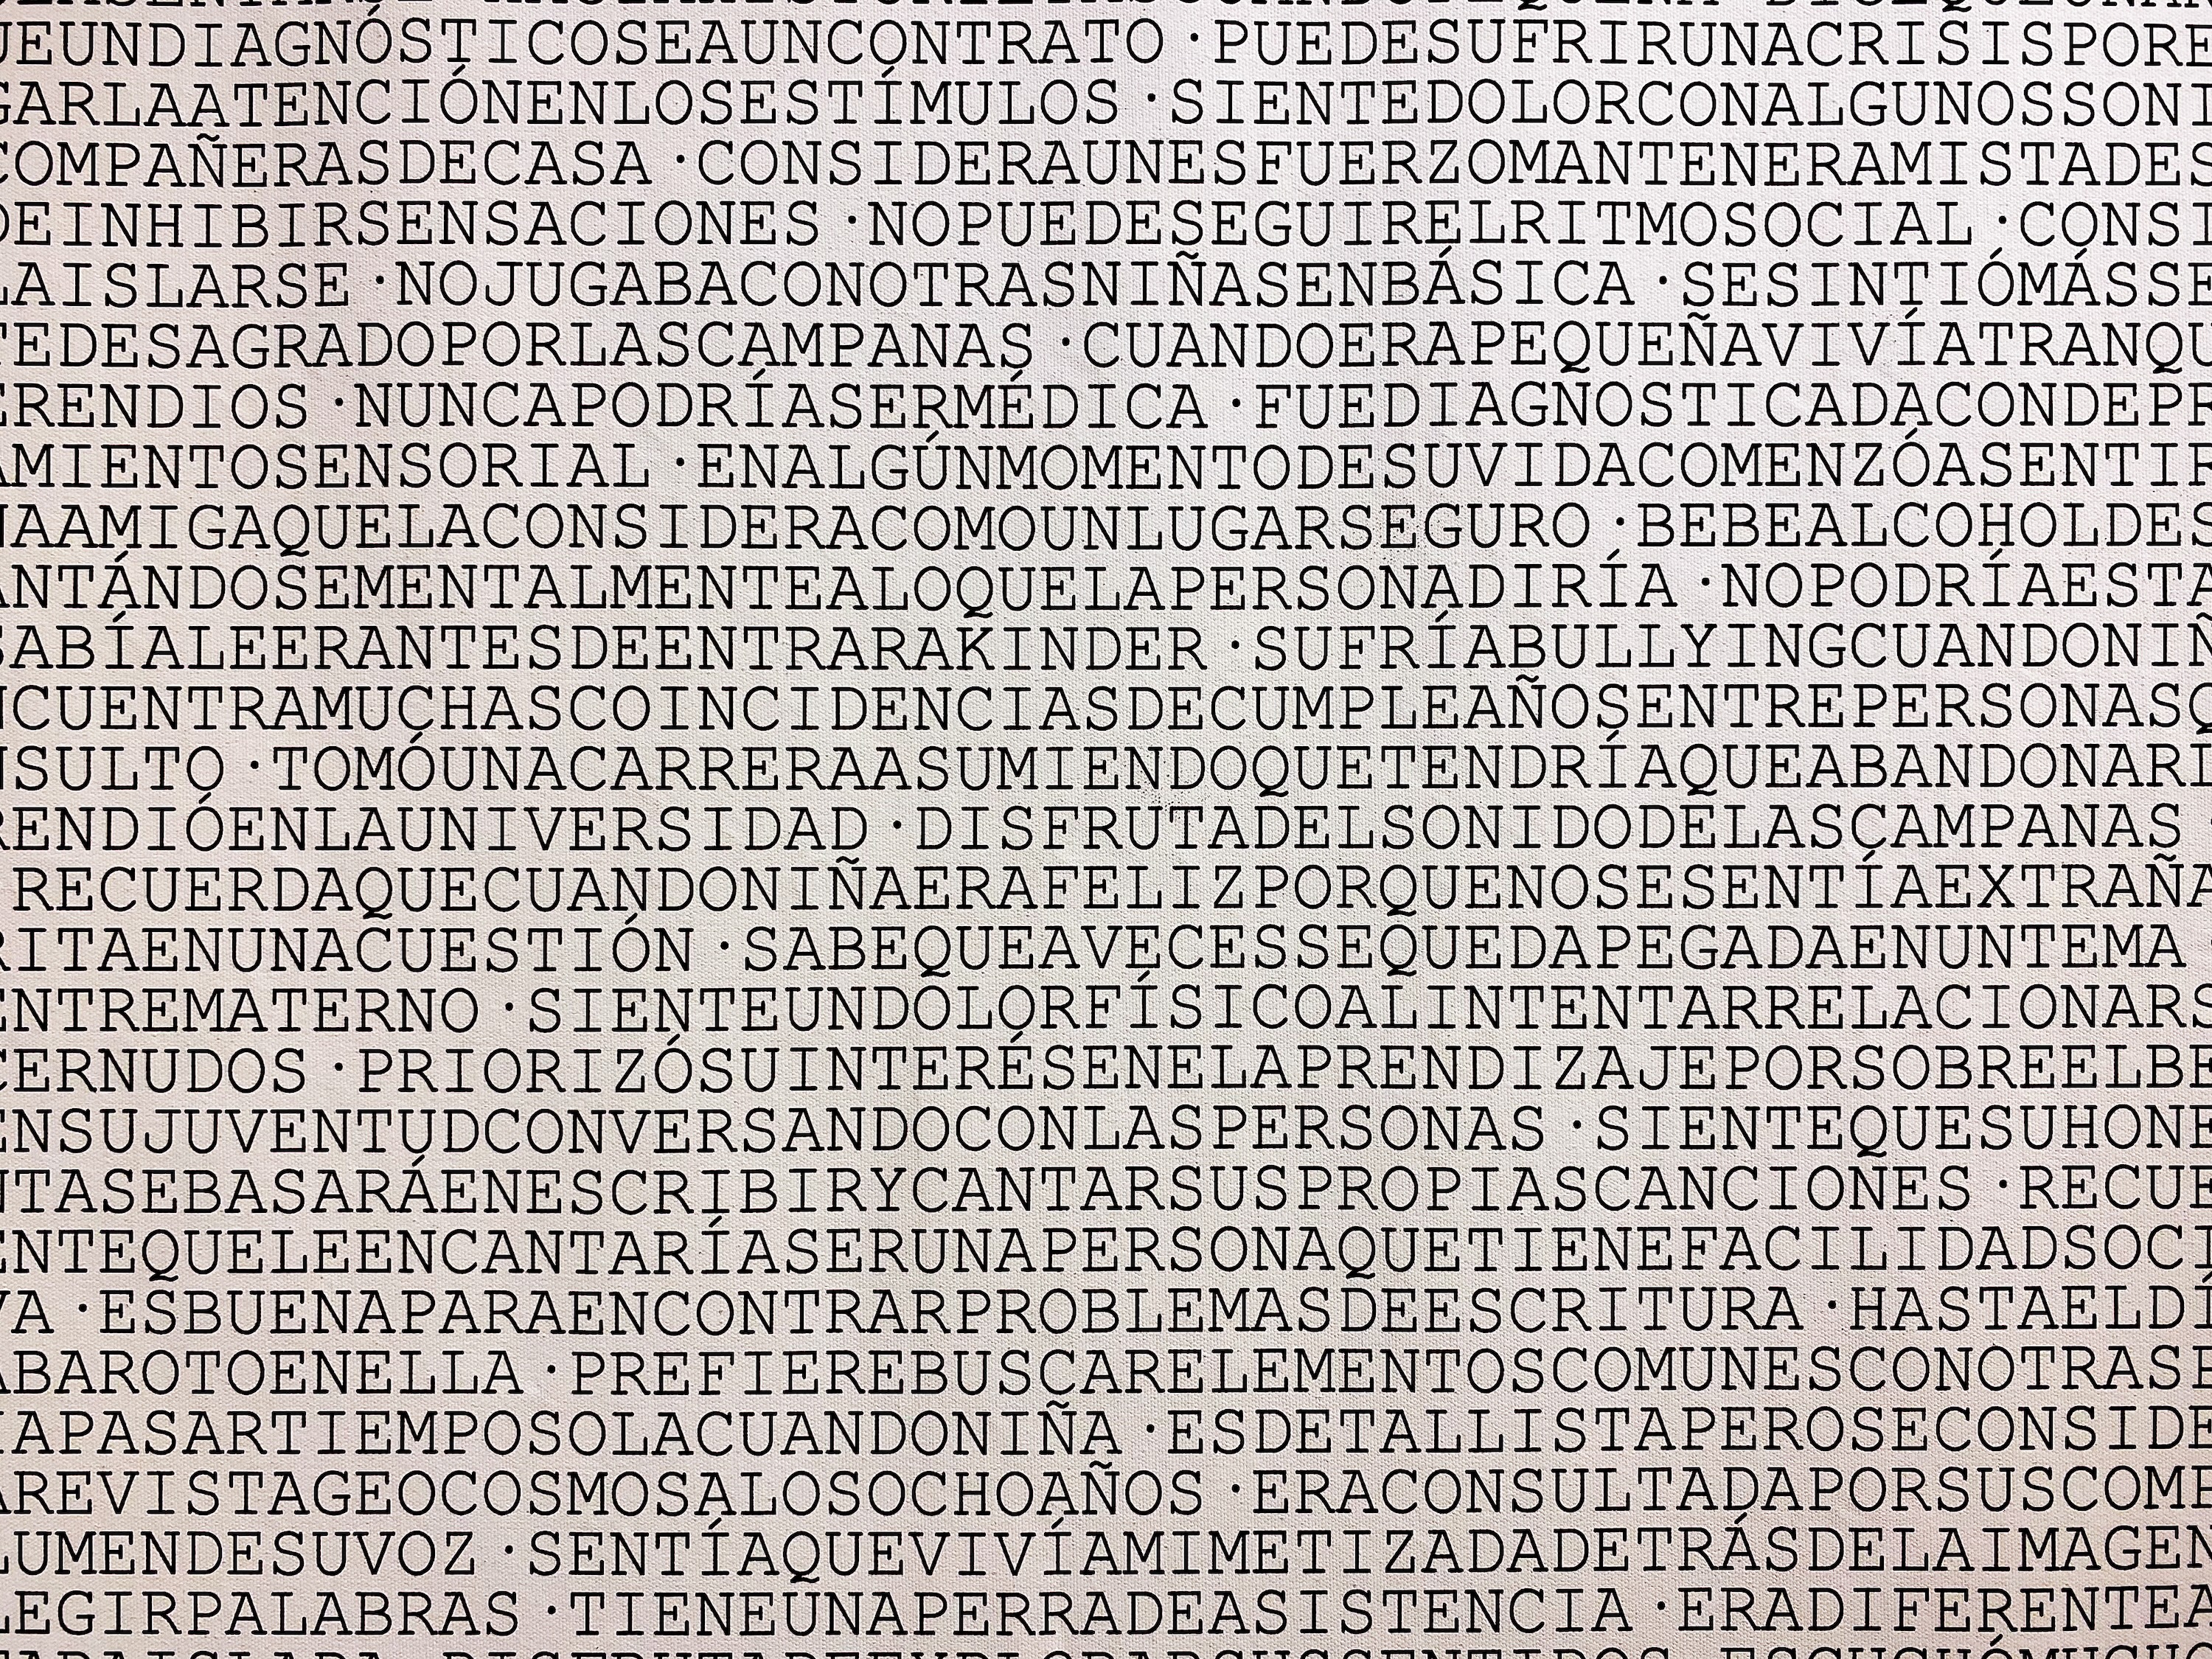 UEUNDIAGNÓSTICOSEAUNCONTRATO ·PUEDESUFRIRUNACRISISPORE
GARLAATENCIÓNENLOSESTÍMULOS ·SIENTEDOLORCONALGUNOSSONI
COMPAÑERASDECASA ·CONSIDERAUNESFUERZOMANTENERAMISTADES
DEINHIBIRSENSACIONES ·NOPUEDESEGUIRELRITMOSOCIAL ·CONSI
LAISLARSE ·NOJUGABACONOTRASNIÑASENBÁSICA ·SESINTIÓMÁSSE
TEDESAGRADOPORLASCAMPANAS ·CUANDOERAPEQUEÑAVIVÍATRANQU
ERENDIOS ·NUNCAPODRÍASERMÉDICA ·FUEDIAGNOSTICADACONDEPR
AMIENTOSENSORIAL ·ENALGÚNMOMENTODESUVIDACOMENZÓASENTIR
NAAMIGAQUELACONSIDERACOMOUNLUGARSEGURO ·BEBEALCOHOLDES
ANTÁNDOSEMENTALMENTEALOQUELAPERSONADIRÍA ·NOPODRÍAESTA
SABÍALEERANTESDEENTRARAKINDER ·SUFRÍABULLYINGCUANDONIÑ
NCUENTRAMUCHASCOINCIDENCIASDECUMPLEAÑOSENTREPERSONASQ
NSULTO ·TOMÓUNACARRERAASUMIENDOQUETENDRÍAQUEABANDONARL
RENDIÓENLAUNIVERSIDAD ·DISFRUTADELSONIDODELASCAMPANAS ·
RECUERDAQUECUANDONIÑAERAFELIZPORQUENOSESENTÍAEXTRAÑA
RITAENUNACUESTIÓN ·SABEQUEAVECESSEQUEDAPEGADAENUNTEMA
ENTREMATERNO ·SIENTEUNDOLORFÍSICOALINTENTARRELACIONARS
CERNUDOS ·PRIORIZÓSUINTERÉSENELAPRENDIZAJEPORSOBREELBE
ENSUJUVENTUDCONVERSANDOCONLASPERSONAS ·SIENTEQUESUHONE
NTASEBASARÁENESCRIBIRYCANTARSUSPROPIASCANCIONES ·RECUE
ENTEQUELEENCANTARÍASERUNAPERSONAQUETIENEFACILIDADSOCI
VA ·ESBUENAPARAENCONTRARPROBLEMASDEESCRITURA ·HASTAELDÍ
ABAROTOENELLA ·PREFIEREBUSCARELEMENTOSCOMUNESCONOTRASE
IAPASARTIEMPOSOLACUANDONIÑA ·ESDETALLISTAPEROSECONSIDE
AREVISTAGEOCOSMOSALOSOCHOAÑOS ·ERACONSULTADAPORSUSCOMP
LUMENDESUVOZ ·SENTÍAQUEVIVÍAMIMETIZADADETRÁSDELAIMAGEN
LEGIRPALABRAS ·TIENEUNAPERRADEASISTENCIA ·ERADIFERENTEA